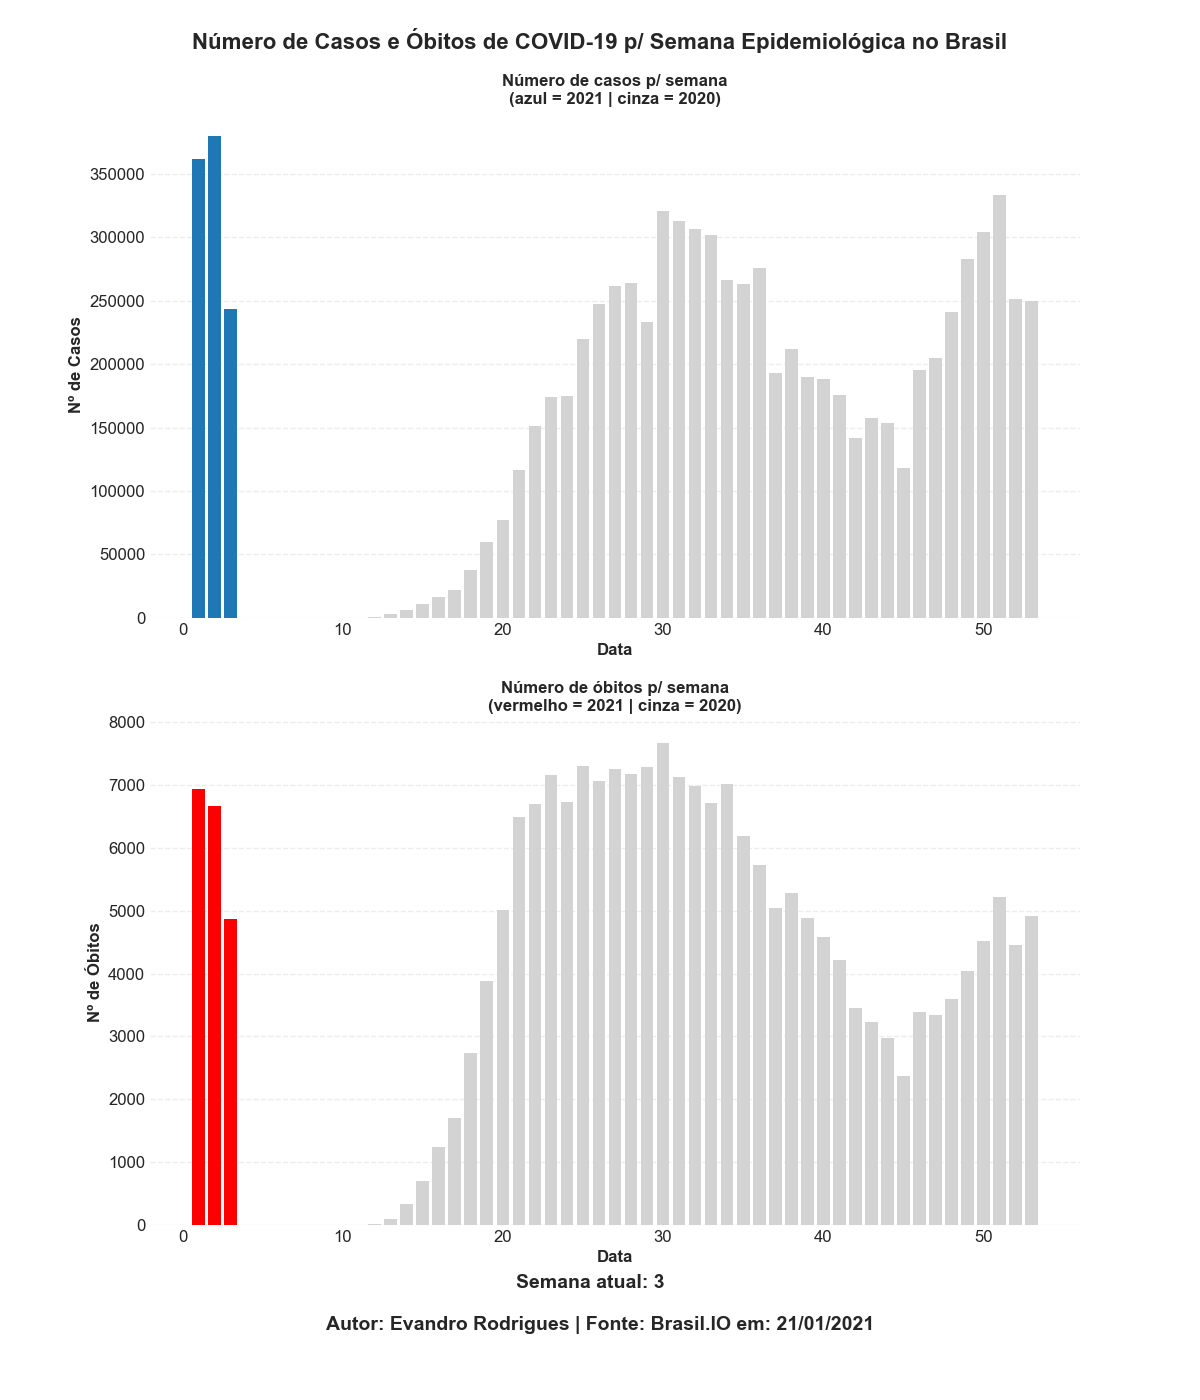 Número de Casos e Óbitos de COVID-19 p/ Semana Epidemiológica no Brasil
Número de casos p/ semana
(azul = 2021 | cinza = 2020)
350000
300000
250000
200000
150000
100000
50000
0
Nº de Casos
0 10 20 30 40 50
Data
Número de óbitos p/ semana
(vermelho = 2021 | cinza = 2020)
8000
7000
6000
5000
4000
3000
2000
1000
0
Nº de Óbitos
0 10 20 30 40 50
Data
Semana atual: 3
Autor: Evandro Rodrigues | Fonte: Brasil.IO em: 21/01/2021